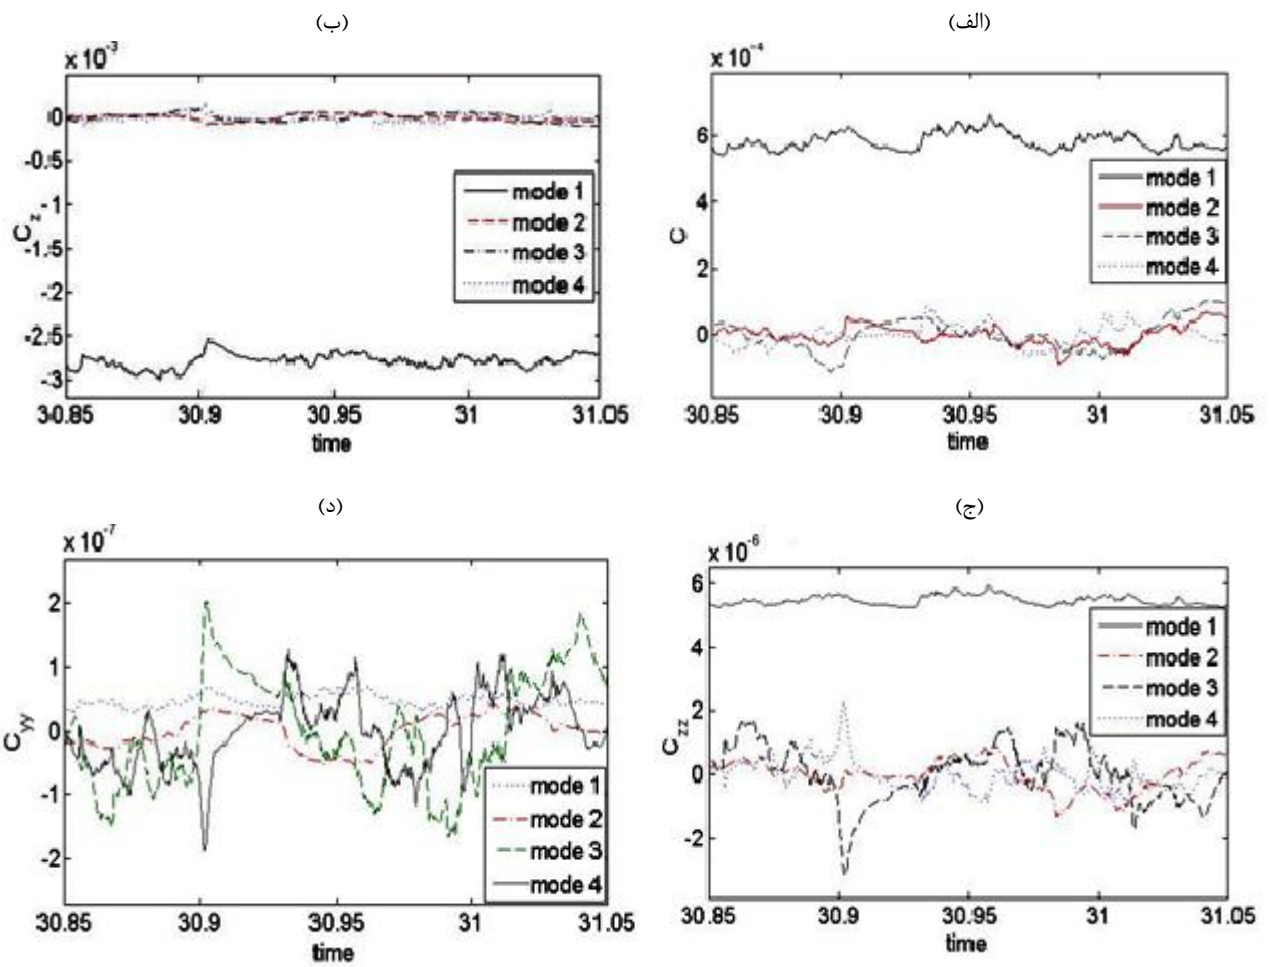 (الف)
x 10⁻⁴
6
4
2
0
C
mode 1
mode 2
mode 3
mode 4
30.85 30.9 30.95 31 31.05
time
(ب)
x 10⁻³
0
-0.5
-1
-1.5
-2
-2.5
-3
C_z
mode 1
mode 2
mode 3
mode 4
30.85 30.9 30.95 31 31.05
time
(ج)
x 10⁻⁶
6
4
2
0
-2
C_zz
mode 1
mode 2
mode 3
mode 4
30.85 30.9 30.95 31 31.05
time
(د)
x 10⁻⁷
2
1
0
-1
-2
C_yy
mode 1
mode 2
mode 3
mode 4
30.85 30.9 30.95 31 31.05
time